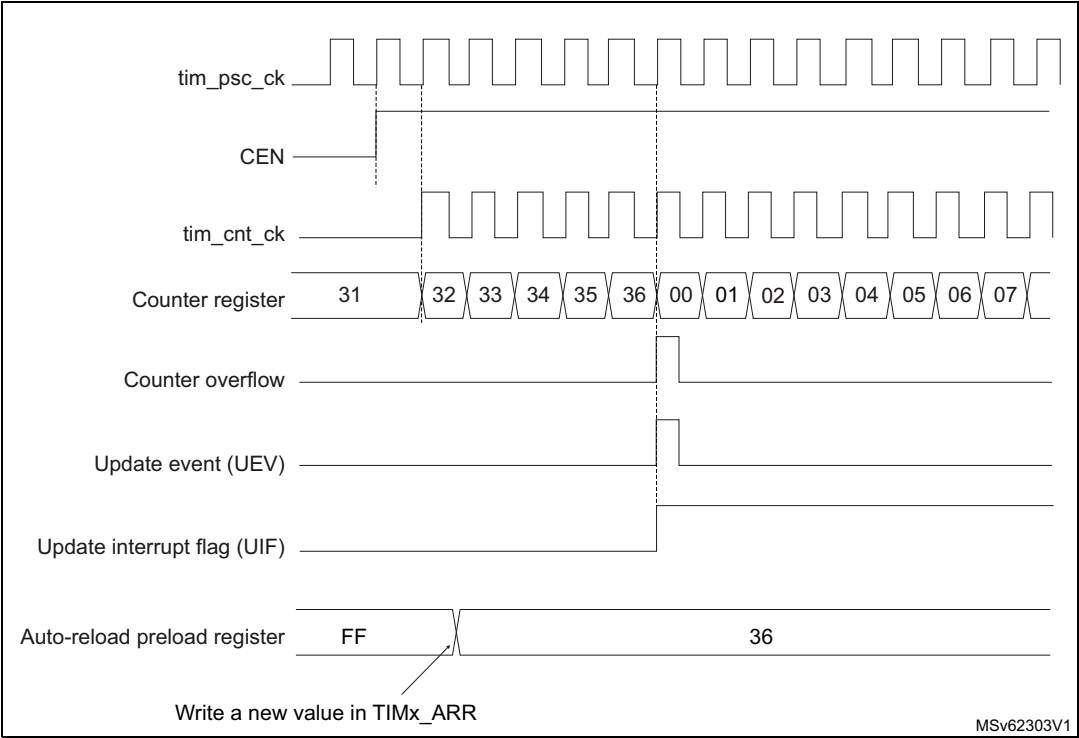 tim_psc_ck
CEN
tim_cnt_ck
Counter register 31 32 33 34 35 36 00 01 02 03 04 05 06 07
Counter overflow
Update event (UEV)
Update interrupt flag (UIF)
Auto-reload preload register FF 36
Write a new value in TIMx_ARR
MSv62303V1